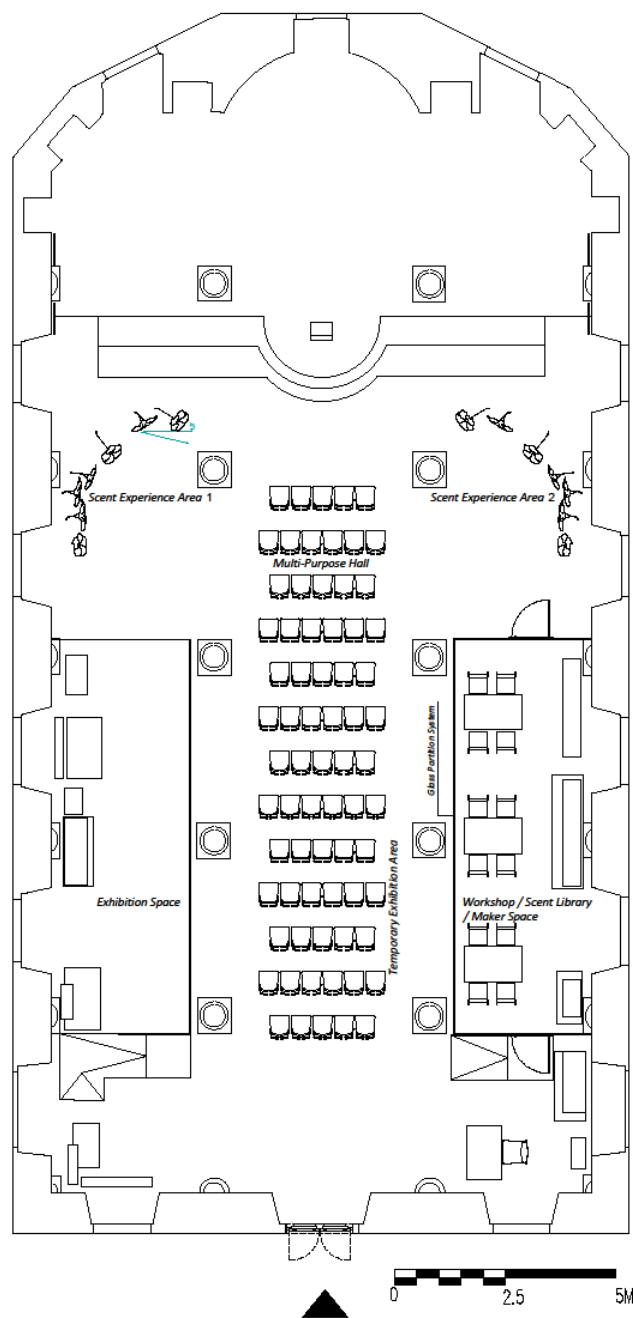 Scent Experience Area 1
Scent Experience Area 2
Multi-Purpose Hall
Glass Partition System
Temporary Exhibition Area
Exhibition Space
Workshop / Scent Library
/ Maker Space
0 2.5 5M